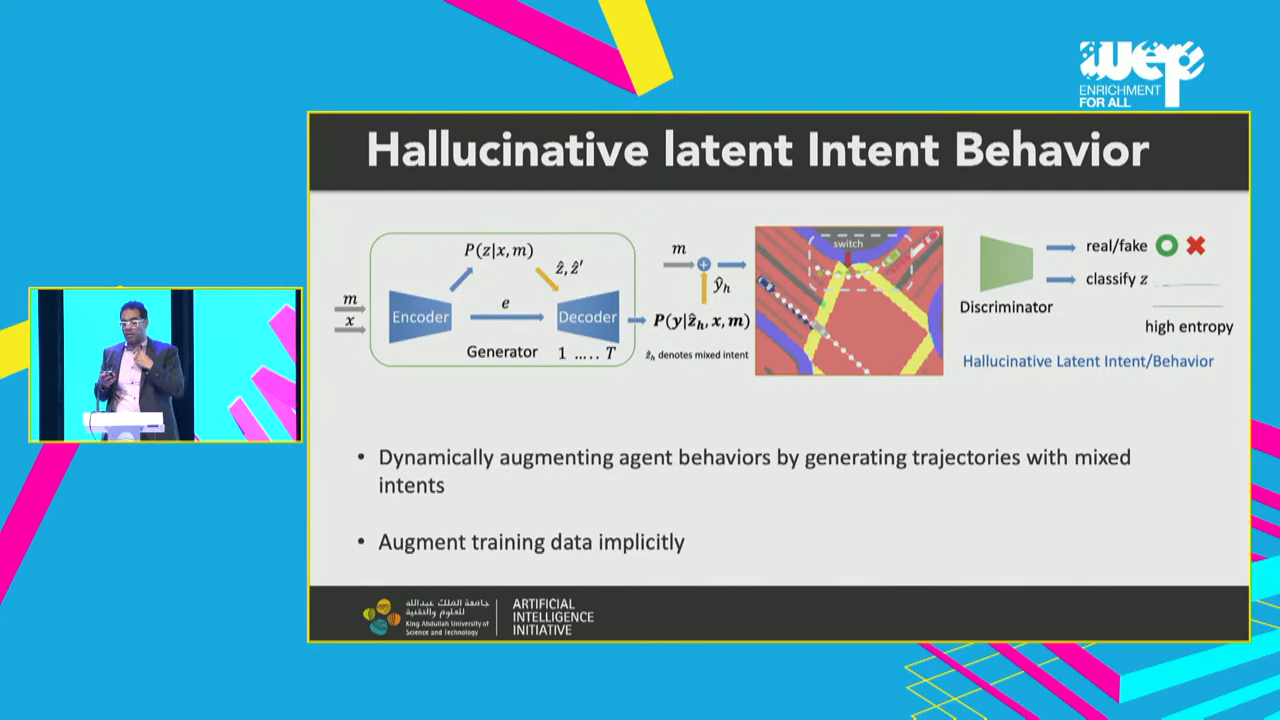 wep
ENRICHMENT
FOR ALL
Hallucinative latent Intent Behavior
P(z|x, m)
ẑ, ẑ′
m
x
Encoder
e
Decoder
Generator
1 ..... T
m
ŷₕ
P(y|ẑₕ, x, m)
ẑₕ denotes mixed intent
switch
Discriminator
real/fake
classify z
high entropy
Hallucinative Latent Intent/Behavior
• Dynamically augmenting agent behaviors by generating trajectories with mixed
intents
• Augment training data implicitly
جامعة الملك عبدالله
للعلوم والتقنية
King Abdullah University of
Science and Technology
ARTIFICIAL
INTELLIGENCE
INITIATIVE